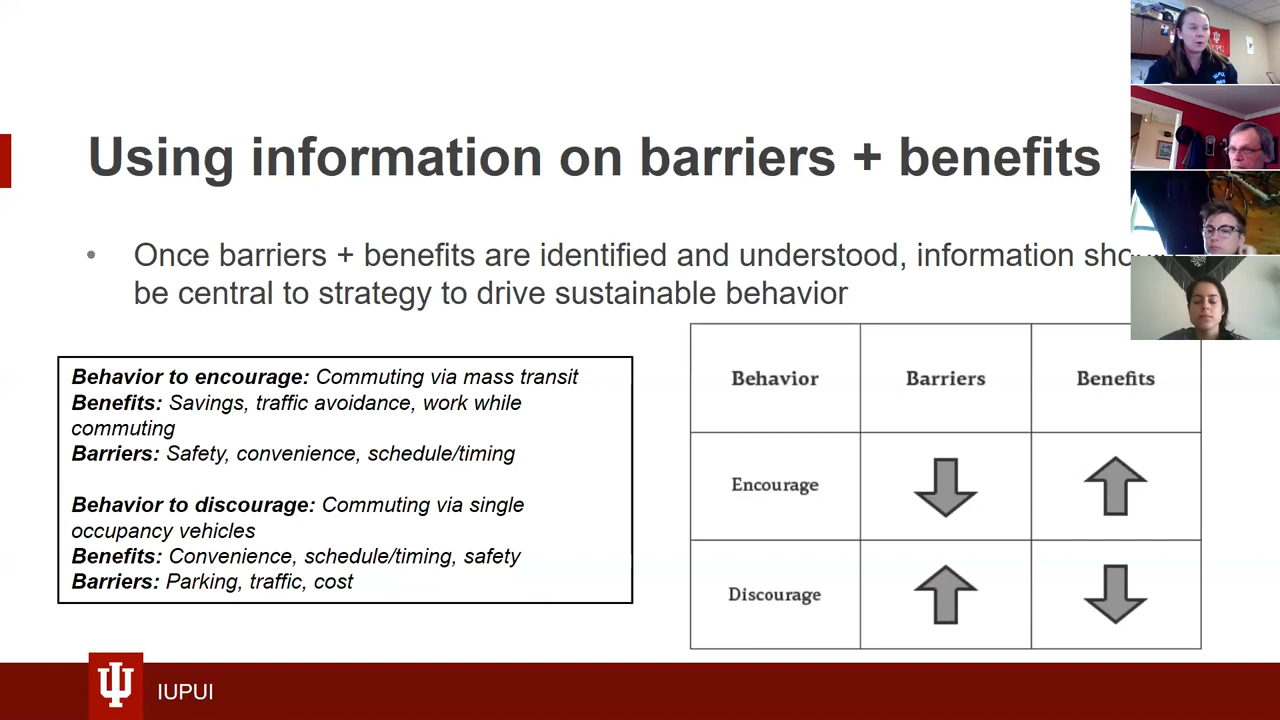 Using information on barriers + benefits
• Once barriers + benefits are identified and understood, information
be central to strategy to drive sustainable behavior
Behavior to encourage: Commuting via mass transit
Benefits: Savings, traffic avoidance, work while
commuting
Barriers: Safety, convenience, schedule/timing
Behavior to discourage: Commuting via single
occupancy vehicles
Benefits: Convenience, schedule/timing, safety
Barriers: Parking, traffic, cost
Behavior Barriers Benefits
Encourage
Discourage
IUPUI